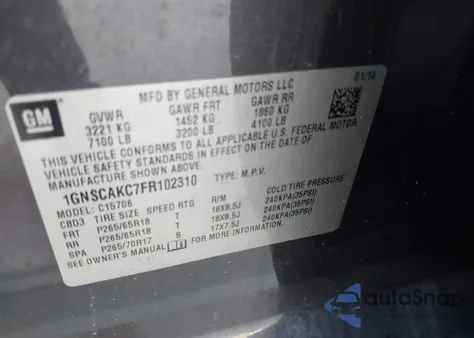 GM
MFD BY GENERAL MOTORS LLC 01/14
GVWR GAWR FRT GAWR RR
3221 KG 1452 KG 1860 KG
7100 LB 3200 LB 4100 LB
THIS VEHICLE CONFORMS TO ALL APPLICABLE U.S. FEDERAL MOTOR
VEHICLE SAFETY STANDARDS IN EFFECT ON THE DATE OF
MANUFACTURE SHOWN ABOVE.
1GNSCAKC7FR102310 TYPE: M.P.V.
MODEL: C15706
CBD3 TIRE SIZE SPEED RTG RIM COLD TIRE PRESSURE
FRT P265/65R18 T 18X8.5J 240KPA(35PSI)
RR P265/65R18 T 18X8.5J 240KPA(35PSI)
SPA P265/70R17 S 17X7.5J 240KPA(35PSI)
SEE OWNER'S MANUAL FOR MORE INFORMATION.
autoSnap